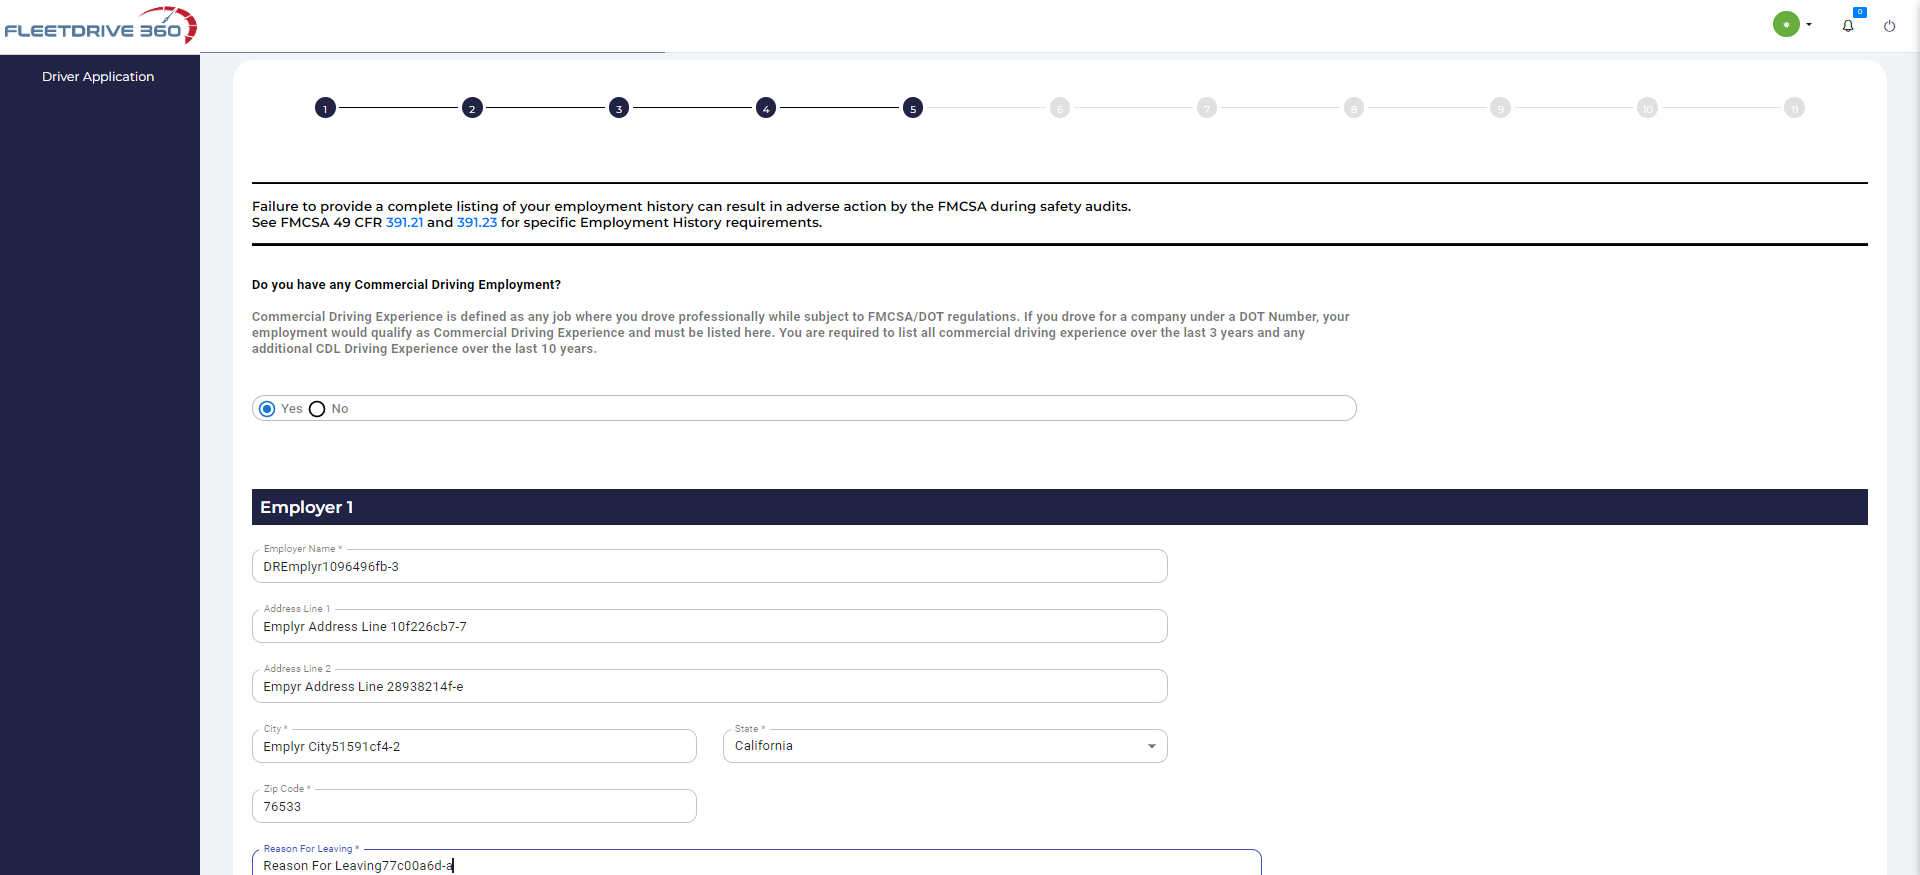 FLEETDRIVE 360
0
Driver Application
1 2 3 4 5 6 7 8 9 10 11
Failure to provide a complete listing of your employment history can result in adverse action by the FMCSA during safety audits.
See FMCSA 49 CFR 391.21 and 391.23 for specific Employment History requirements.
Do you have any Commercial Driving Employment?
Commercial Driving Experience is defined as any job where you drove professionally while subject to FMCSA/DOT regulations. If you drove for a company under a DOT Number, your
employment would qualify as Commercial Driving Experience and must be listed here. You are required to list all commercial driving experience over the last 3 years and any
additional CDL Driving Experience over the last 10 years.
Yes No
Employer 1
Employer Name *
DREmplyr1096496fb-3
Address Line 1
Emplyr Address Line 10f226cb7-7
Address Line 2
Empyr Address Line 28938214f-e
City *
Emplyr City51591cf4-2
State *
California
Zip Code *
76533
Reason For Leaving *
Reason For Leaving77c00a6d-a